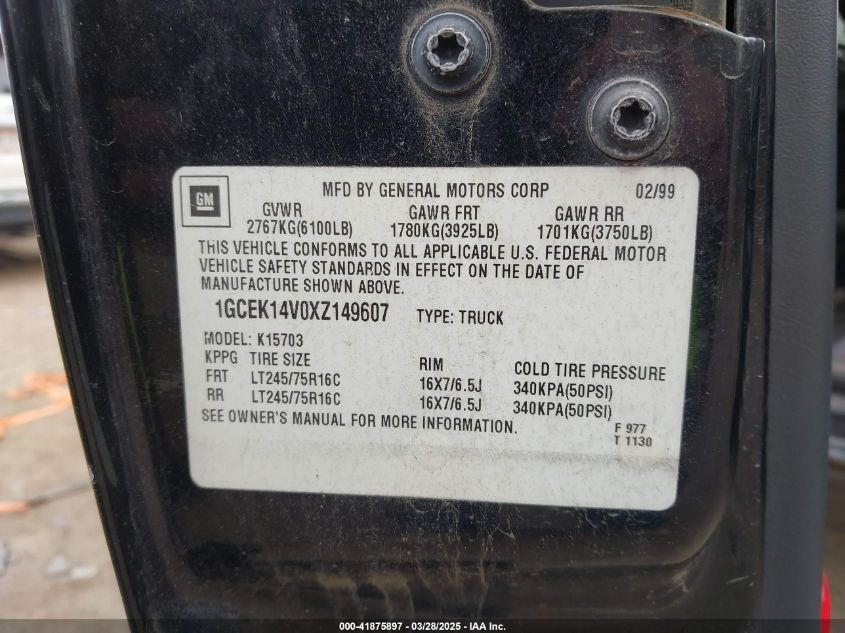 GM
MFD BY GENERAL MOTORS CORP 02/99
GVWR GAWR FRT GAWR RR
2767KG(6100LB) 1780KG(3925LB) 1701KG(3750LB)
THIS VEHICLE CONFORMS TO ALL APPLICABLE U.S. FEDERAL MOTOR
VEHICLE SAFETY STANDARDS IN EFFECT ON THE DATE OF
MANUFACTURE SHOWN ABOVE.
1GCEK14V0XZ149607 TYPE: TRUCK
MODEL: K15703
KPPG TIRE SIZE RIM COLD TIRE PRESSURE
FRT LT245/75R16C 16X7/6.5J 340KPA(50PSI)
RR LT245/75R16C 16X7/6.5J 340KPA(50PSI)
SEE OWNER'S MANUAL FOR MORE INFORMATION.
F 977
T 1130
000-41875897 - 03/28/2025 - IAA Inc.